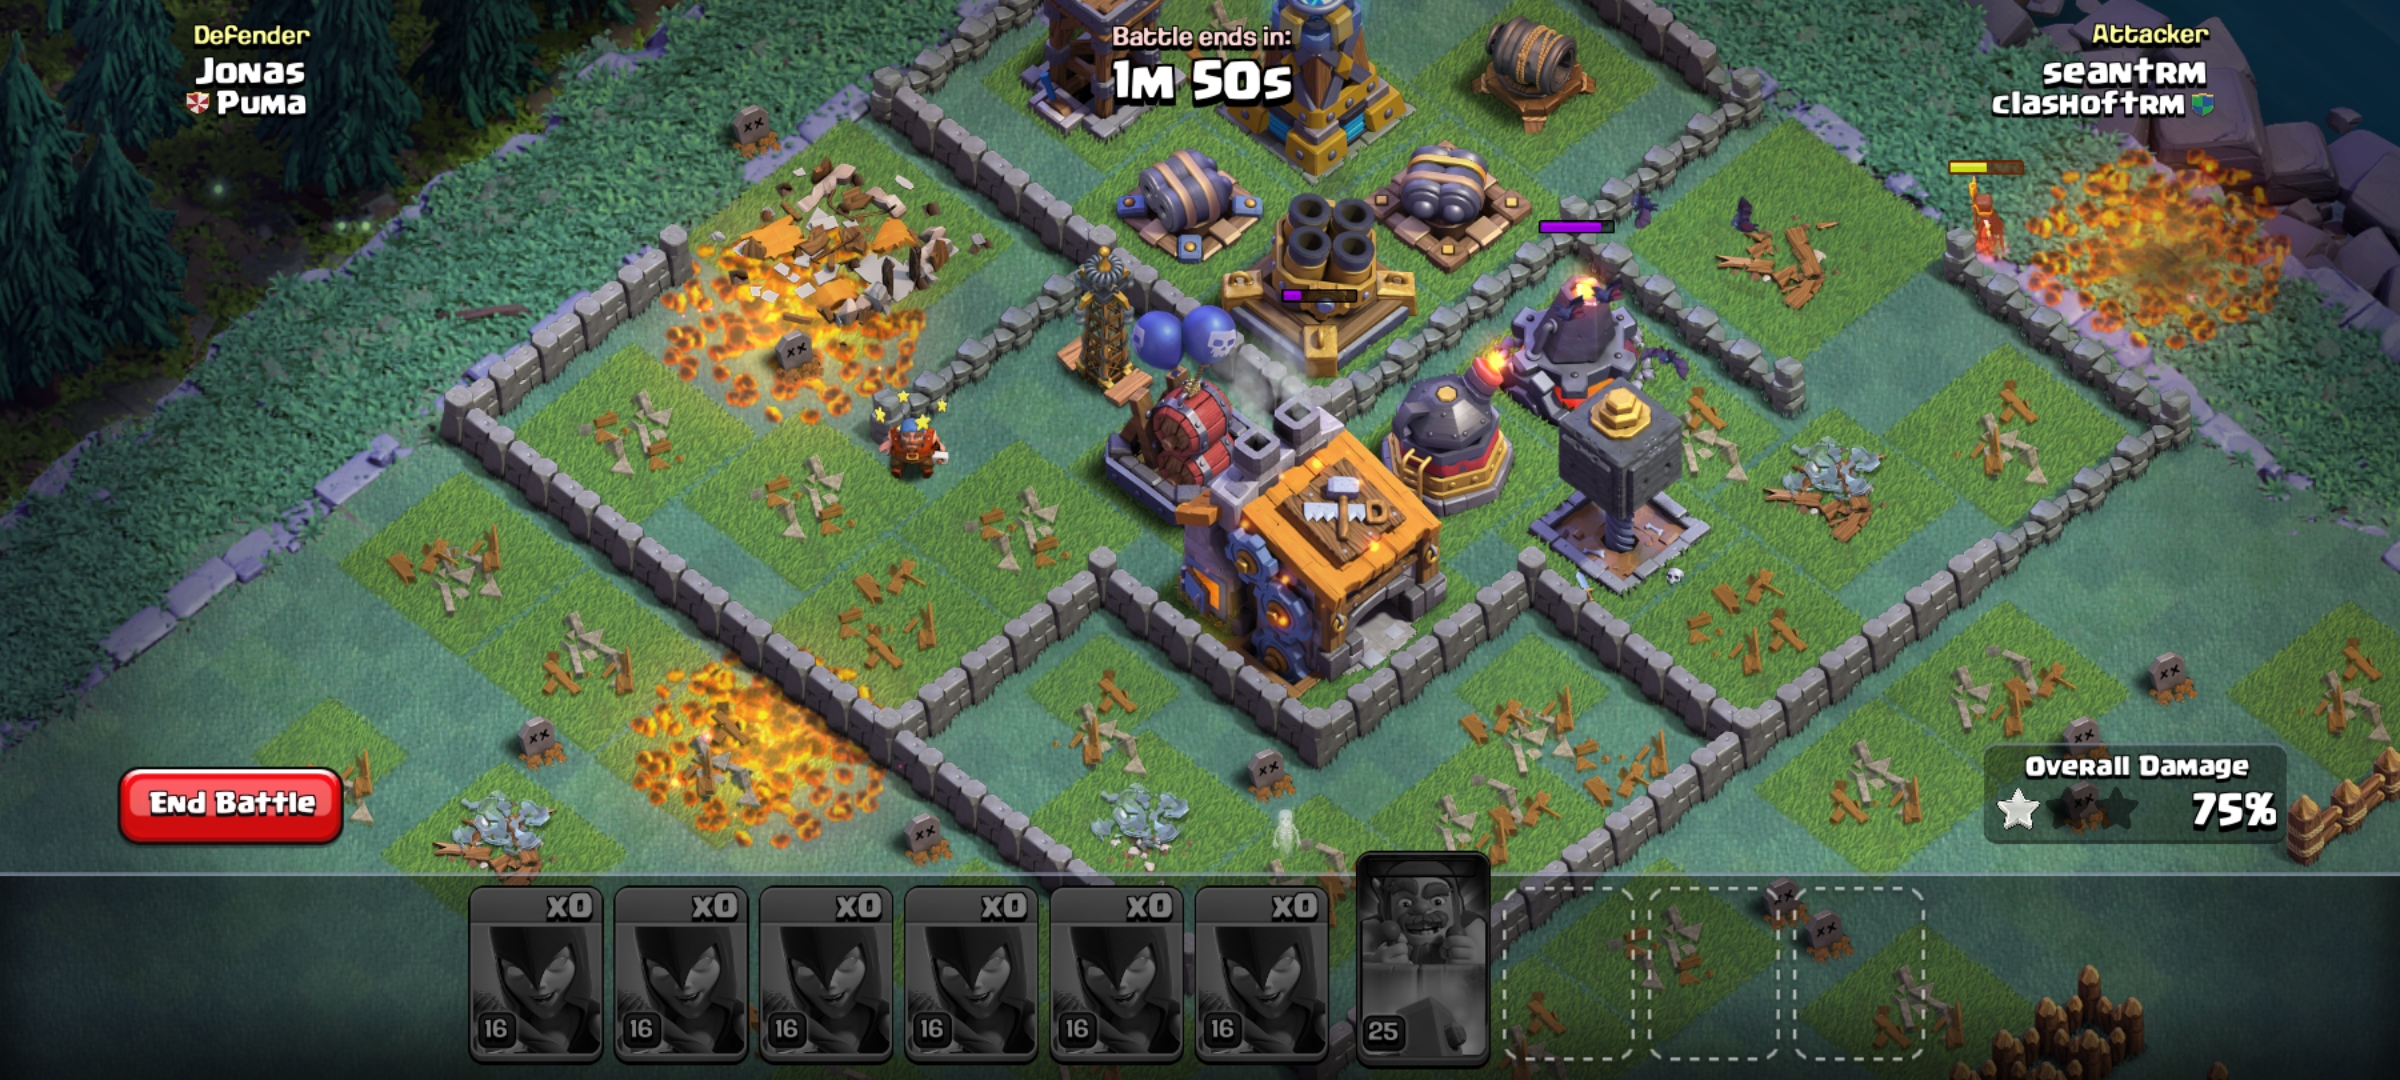 Defender
Jonas
Puma
Battle ends in:
1M 50s
Attacker
seantRM
clashoftRM
End Battle
Overall Damage
75%
x0
x0
x0
x0
x0
x0
16
16
16
16
16
16
25